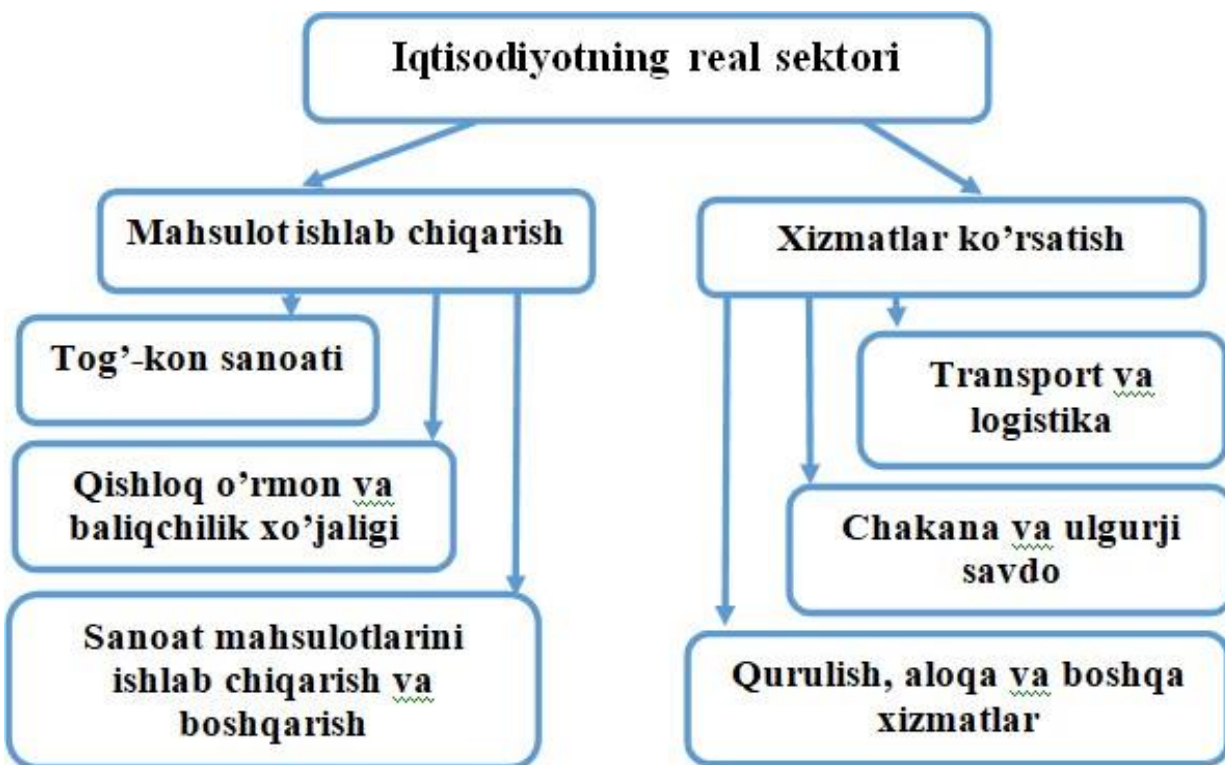 Iqtisodiyotning real sektori
Mahsulot ishlab chiqarish
Tog’-kon sanoati
Qishloq o’rmon va
baliqchilik xo’jaligi
Sanoat mahsulotlarini
ishlab chiqarish va
boshqarish
Xizmatlar ko’rsatish
Transport va
logistika
Chakana va ulgurji
savdo
Qurulish, aloqa va boshqa
xizmatlar